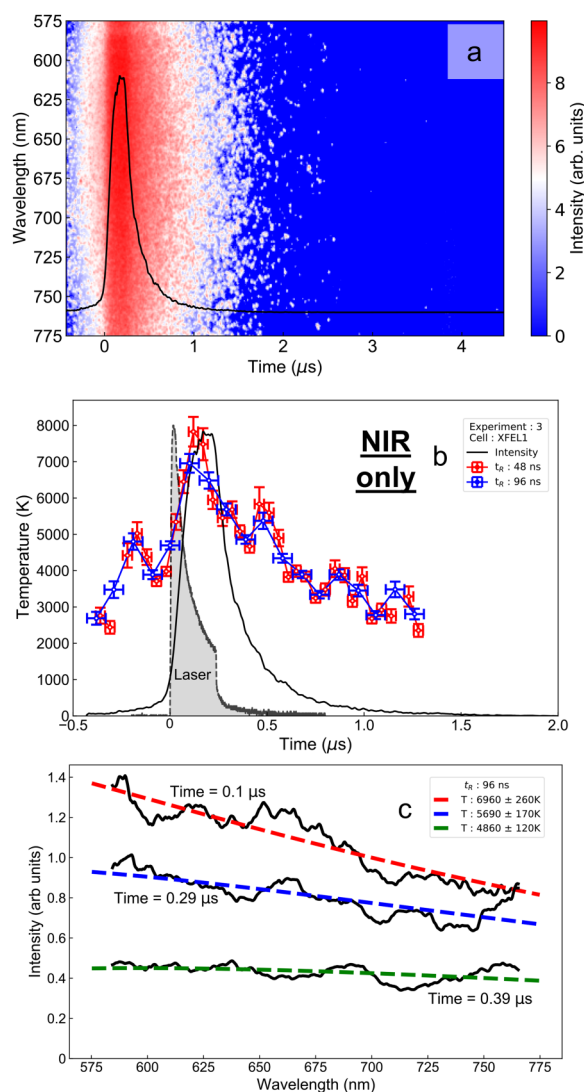 a
575
600
625
650
675
700
725
750
775
Wavelength (nm)
0
1
2
3
4
Time (μs)
8
6
4
2
0
Intensity (arb. units)
b
NIR
only
Experiment : 3
Cell : XFEL1
Intensity
tR : 48 ns
tR : 96 ns
8000
7000
6000
5000
4000
3000
2000
1000
0
Temperature (K)
Laser
−0.5
0
0.5
1.0
1.5
2.0
Time (μs)
c
tR : 96 ns
T : 6960 ± 260K
T : 5690 ± 170K
T : 4860 ± 120K
Time = 0.1 μs
Time = 0.29 μs
Time = 0.39 μs
1.4
1.2
1.0
0.8
0.6
0.4
0.2
0
Intensity (arb units)
575
600
625
650
675
700
725
750
775
Wavelength (nm)